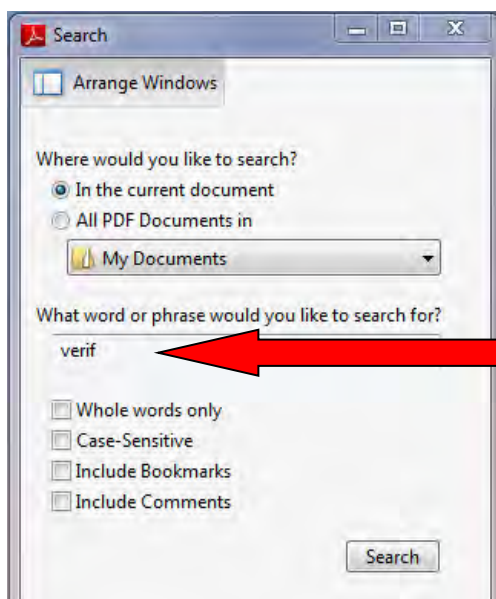 Search
Arrange Windows
Where would you like to search?
In the current document
All PDF Documents in
My Documents
What word or phrase would you like to search for?
verif
Whole words only
Case-Sensitive
Include Bookmarks
Include Comments
Search